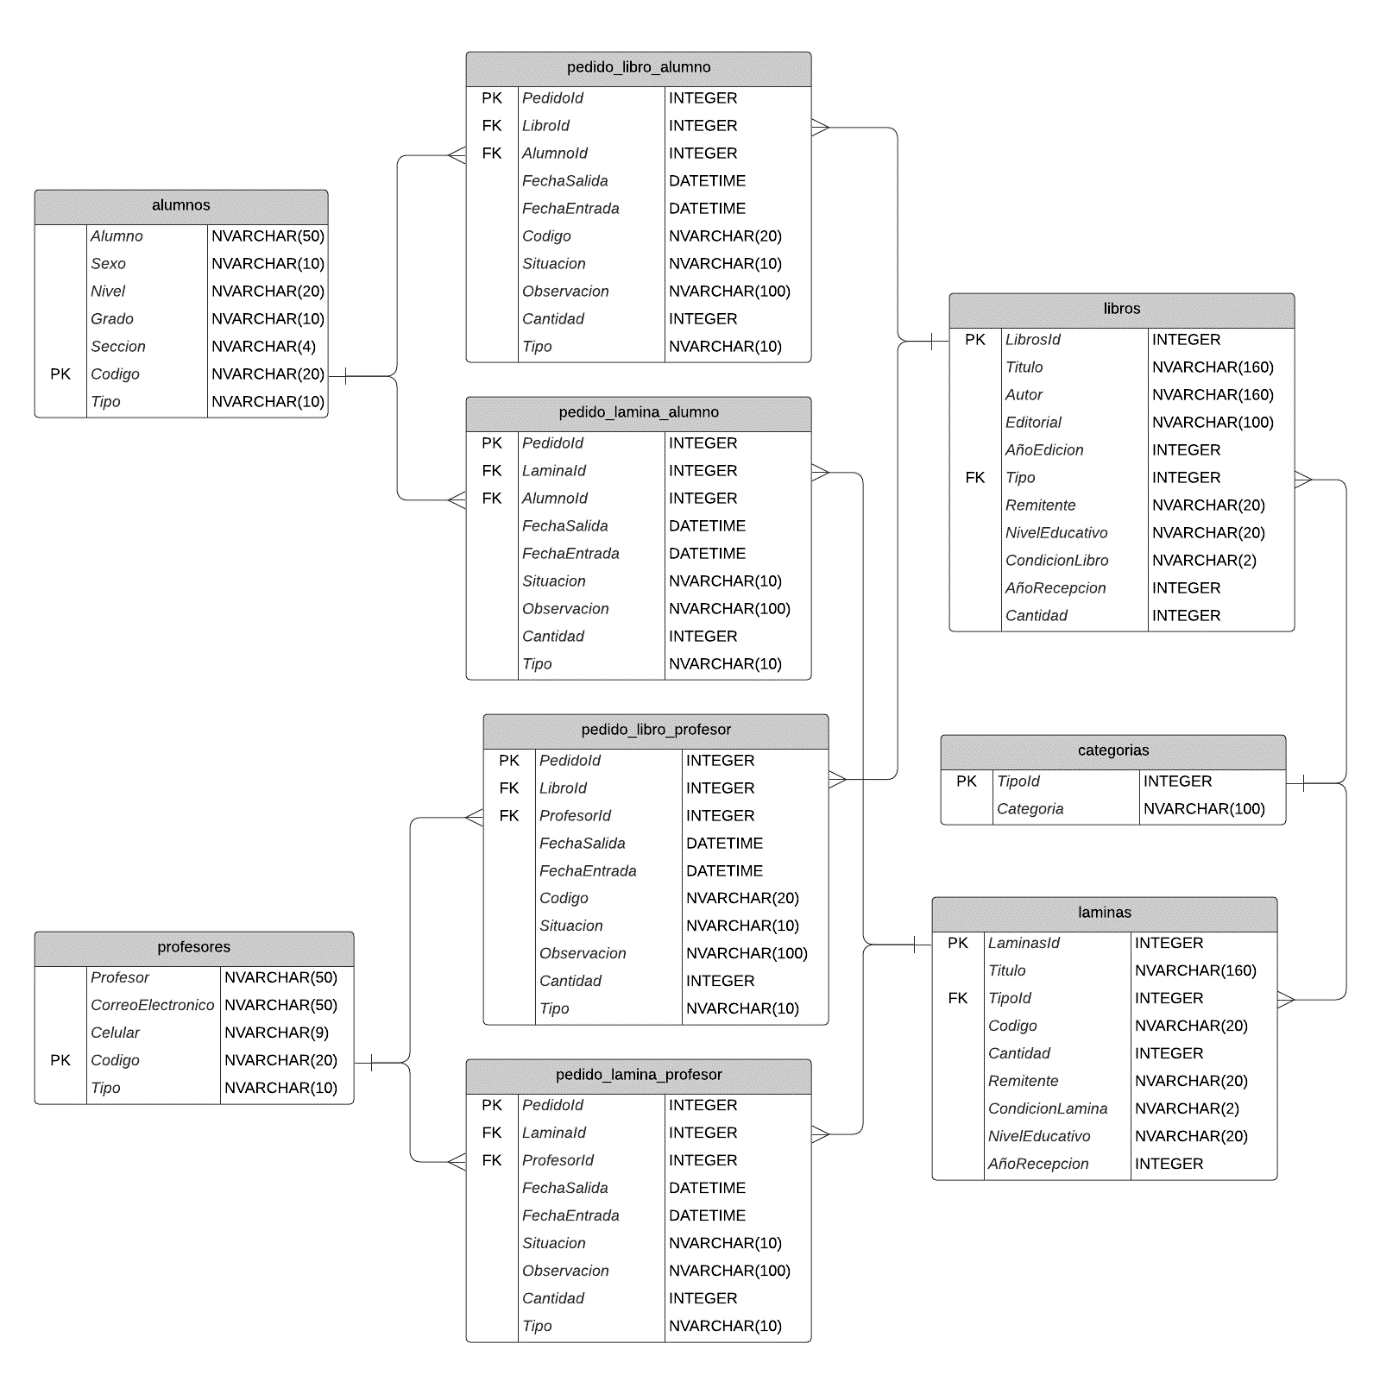 pedido_libro_alumno
PK PedidoId INTEGER
FK LibroId INTEGER
FK AlumnoId INTEGER
FechaSalida DATETIME
FechaEntrada DATETIME
Codigo NVARCHAR(20)
Situacion NVARCHAR(10)
Observacion NVARCHAR(100)
Cantidad INTEGER
Tipo NVARCHAR(10)
alumnos
Alumno NVARCHAR(50)
Sexo NVARCHAR(10)
Nivel NVARCHAR(20)
Grado NVARCHAR(10)
Seccion NVARCHAR(4)
PK Codigo NVARCHAR(20)
Tipo NVARCHAR(10)
pedido_lamina_alumno
PK PedidoId INTEGER
FK LaminaId INTEGER
FK AlumnoId INTEGER
FechaSalida DATETIME
FechaEntrada DATETIME
Situacion NVARCHAR(10)
Observacion NVARCHAR(100)
Cantidad INTEGER
Tipo NVARCHAR(10)
libros
PK LibrosId INTEGER
Titulo NVARCHAR(160)
Autor NVARCHAR(160)
Editorial NVARCHAR(100)
AñoEdicion INTEGER
FK Tipo INTEGER
Remitente NVARCHAR(20)
NivelEducativo NVARCHAR(20)
CondicionLibro NVARCHAR(2)
AñoRecepcion INTEGER
Cantidad INTEGER
pedido_libro_profesor
PK PedidoId INTEGER
FK LibroId INTEGER
FK ProfesorId INTEGER
FechaSalida DATETIME
FechaEntrada DATETIME
Codigo NVARCHAR(20)
Situacion NVARCHAR(10)
Observacion NVARCHAR(100)
Cantidad INTEGER
Tipo NVARCHAR(10)
categorias
PK TipoId INTEGER
Categoria NVARCHAR(100)
profesores
Profesor NVARCHAR(50)
CorreoElectronico NVARCHAR(50)
Celular NVARCHAR(9)
PK Codigo NVARCHAR(20)
Tipo NVARCHAR(10)
laminas
PK LaminasId INTEGER
Titulo NVARCHAR(160)
FK TipoId INTEGER
Codigo NVARCHAR(20)
Cantidad INTEGER
Remitente NVARCHAR(20)
CondicionLamina NVARCHAR(2)
NivelEducativo NVARCHAR(20)
AñoRecepcion INTEGER
pedido_lamina_profesor
PK PedidoId INTEGER
FK LaminaId INTEGER
FK ProfesorId INTEGER
FechaSalida DATETIME
FechaEntrada DATETIME
Situacion NVARCHAR(10)
Observacion NVARCHAR(100)
Cantidad INTEGER
Tipo NVARCHAR(10)